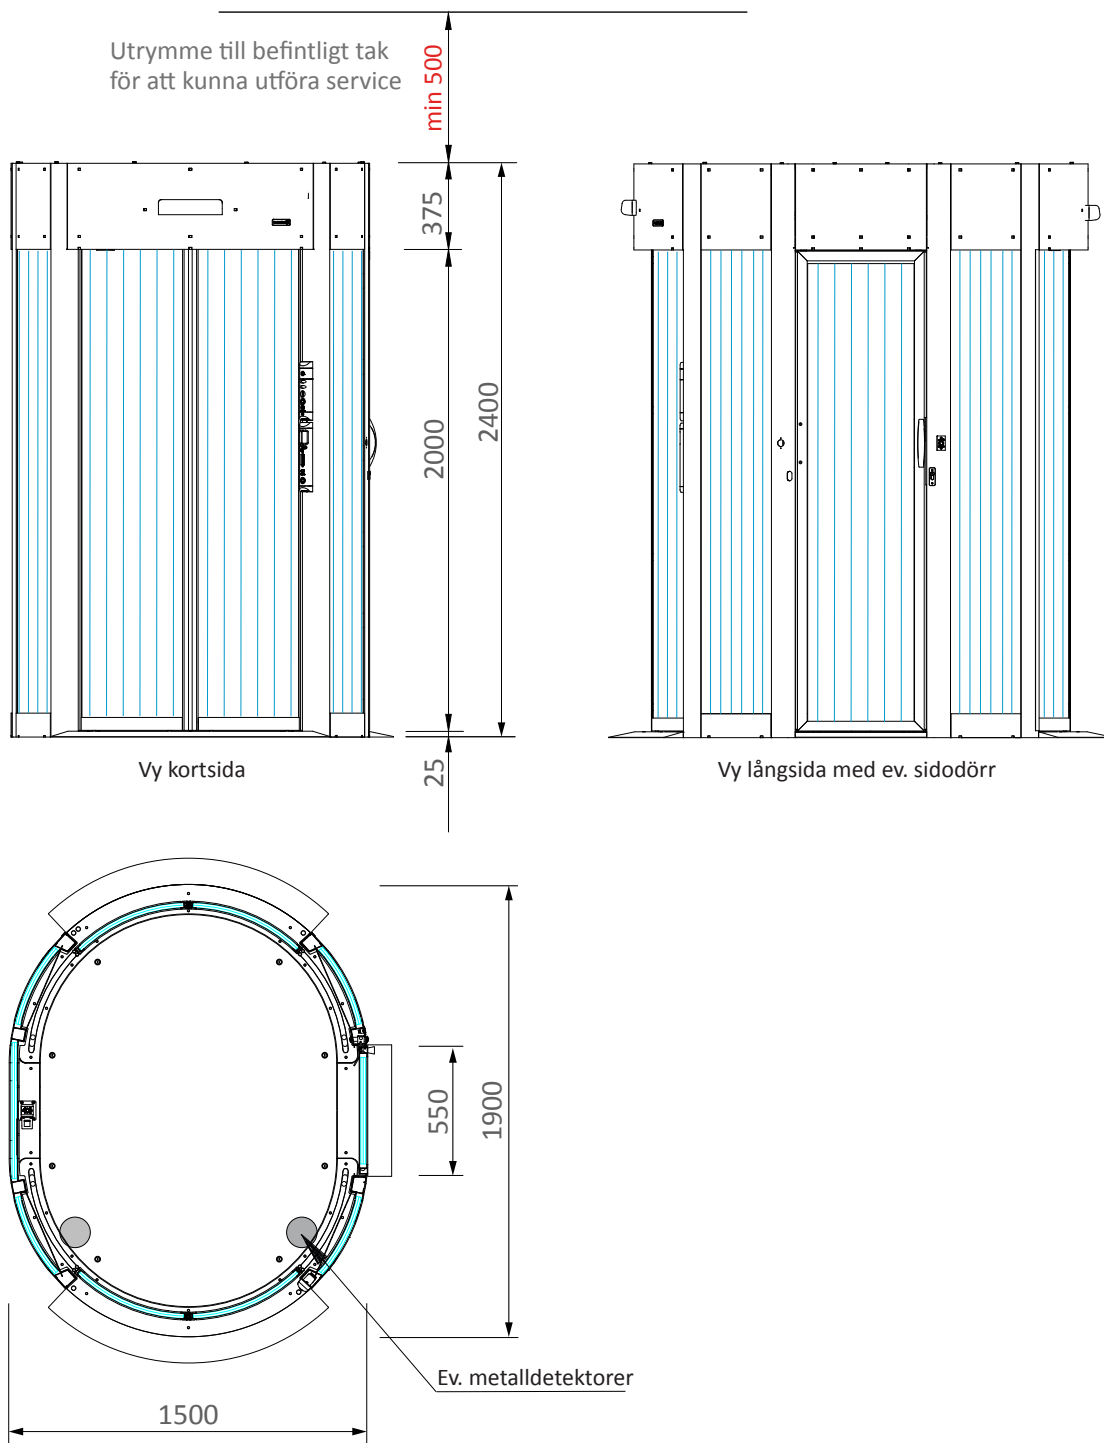 Utrymme till befintligt tak
för att kunna utföra service
min 500
375
2000
2400
25
Vy kortsida
Vy långsida med ev. sidodörr
550
1900
Ev. metalldetektorer
1500